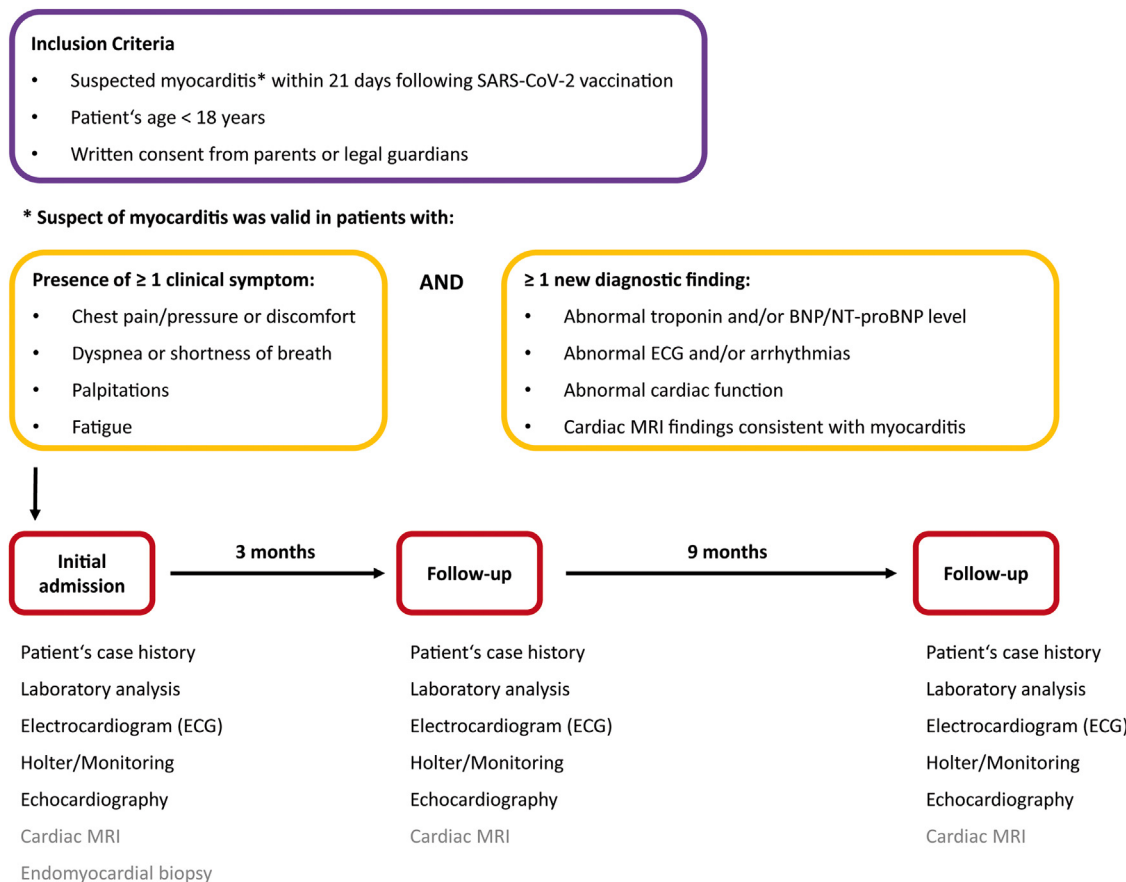 Inclusion Criteria
• Suspected myocarditis* within 21 days following SARS-CoV-2 vaccination
• Patient‘s age < 18 years
• Written consent from parents or legal guardians
* Suspect of myocarditis was valid in patients with:
Presence of ≥ 1 clinical symptom:
• Chest pain/pressure or discomfort
• Dyspnea or shortness of breath
• Palpitations
• Fatigue
AND
≥ 1 new diagnostic finding:
• Abnormal troponin and/or BNP/NT-proBNP level
• Abnormal ECG and/or arrhythmias
• Abnormal cardiac function
• Cardiac MRI findings consistent with myocarditis
Initial
admission
3 months
Follow-up
9 months
Follow-up
Patient‘s case history
Laboratory analysis
Electrocardiogram (ECG)
Holter/Monitoring
Echocardiography
Cardiac MRI
Endomyocardial biopsy
Patient‘s case history
Laboratory analysis
Electrocardiogram (ECG)
Holter/Monitoring
Echocardiography
Cardiac MRI
Patient‘s case history
Laboratory analysis
Electrocardiogram (ECG)
Holter/Monitoring
Echocardiography
Cardiac MRI